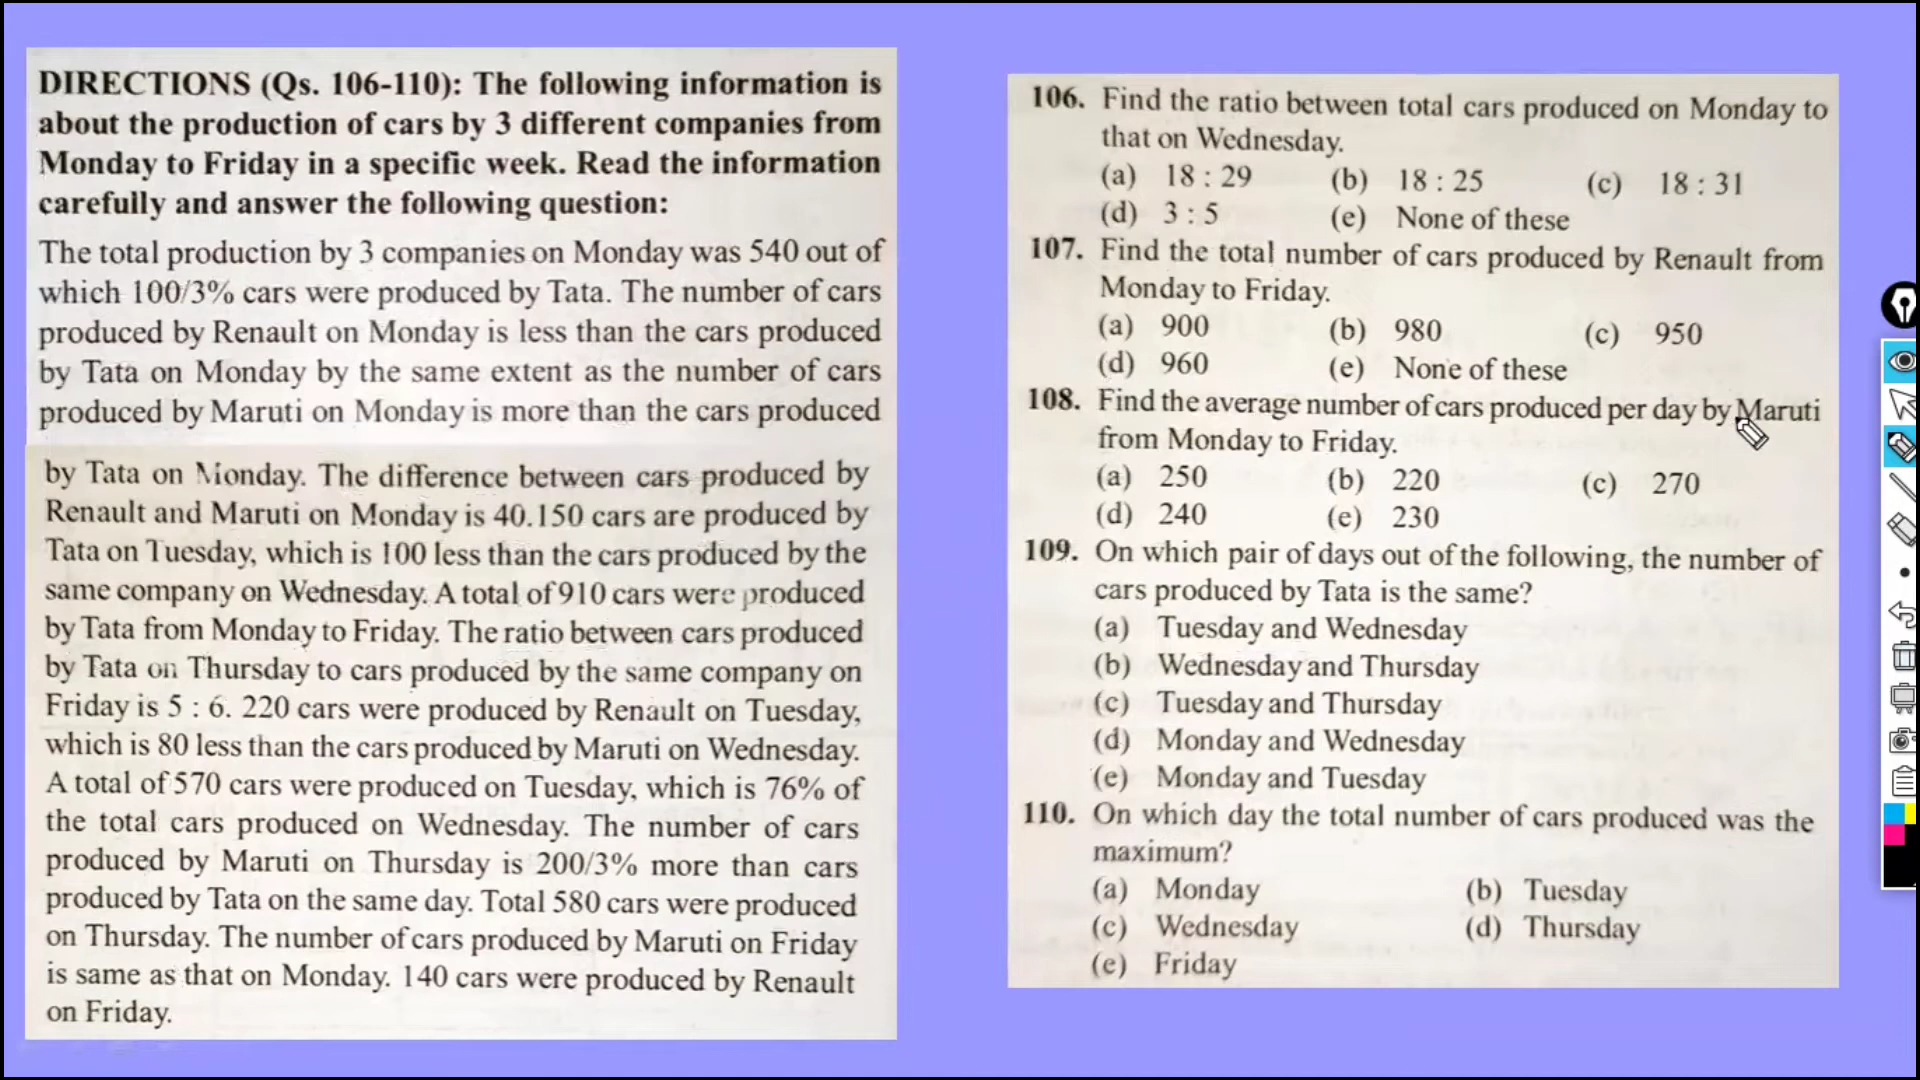 DIRECTIONS (Qs. 106-110): The following information is
about the production of cars by 3 different companies from
Monday to Friday in a specific week. Read the information
carefully and answer the following question:
The total production by 3 companies on Monday was 540 out of
which 100/3% cars were produced by Tata. The number of cars
produced by Renault on Monday is less than the cars produced
by Tata on Monday by the same extent as the number of cars
produced by Maruti on Monday is more than the cars produced
by Tata on Monday. The difference between cars produced by
Renault and Maruti on Monday is 40.150 cars are produced by
Tata on Tuesday, which is 100 less than the cars produced by the
same company on Wednesday. A total of 910 cars were produced
by Tata from Monday to Friday. The ratio between cars produced
by Tata on Thursday to cars produced by the same company on
Friday is 5 : 6. 220 cars were produced by Renault on Tuesday,
which is 80 less than the cars produced by Maruti on Wednesday.
A total of 570 cars were produced on Tuesday, which is 76% of
the total cars produced on Wednesday. The number of cars
produced by Maruti on Thursday is 200/3% more than cars
produced by Tata on the same day. Total 580 cars were produced
on Thursday. The number of cars produced by Maruti on Friday
is same as that on Monday. 140 cars were produced by Renault
on Friday.
106. Find the ratio between total cars produced on Monday to
that on Wednesday.
(a) 18 : 29 (b) 18 : 25 (c) 18 : 31
(d) 3 : 5 (e) None of these
107. Find the total number of cars produced by Renault from
Monday to Friday.
(a) 900 (b) 980 (c) 950
(d) 960 (e) None of these
108. Find the average number of cars produced per day by Maruti
from Monday to Friday.
(a) 250 (b) 220 (c) 270
(d) 240 (e) 230
109. On which pair of days out of the following, the number of
cars produced by Tata is the same?
(a) Tuesday and Wednesday
(b) Wednesday and Thursday
(c) Tuesday and Thursday
(d) Monday and Wednesday
(e) Monday and Tuesday
110. On which day the total number of cars produced was the
maximum?
(a) Monday (b) Tuesday
(c) Wednesday (d) Thursday
(e) Friday